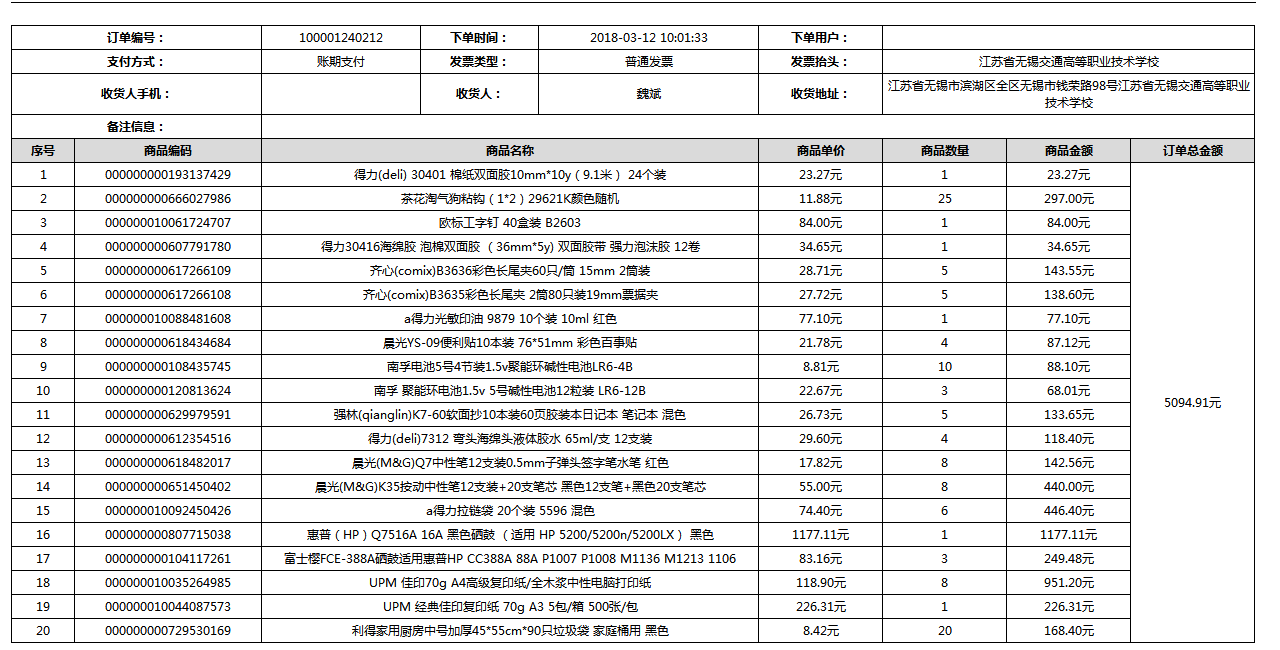 订单编号： 100001240212 下单时间： 2018-03-12 10:01:33 下单用户：
支付方式： 账期支付 发票类型： 普通发票 发票抬头： 江苏省无锡交通高等职业技术学校
收货人手机： 收货人： 魏斌 收货地址： 江苏省无锡市滨湖区全区无锡市钱荣路98号江苏省无锡交通高等职业
技术学校
备注信息：
序号 商品编码 商品名称 商品单价 商品数量 商品金额 订单总金额
1 000000000193137429 得力(deli) 30401 棉纸双面胶10mm*10y（9.1米） 24个装 23.27元 1 23.27元
2 000000000666027986 茶花淘气狗粘钩（1*2）29621K颜色随机 11.88元 25 297.00元
3 000000010061724707 欧标工字钉 40盒装 B2603 84.00元 1 84.00元
4 000000000607791780 得力30416海绵胶 泡棉双面胶 （36mm*5y) 双面胶带 强力泡沫胶 12卷 34.65元 1 34.65元
5 000000000617266109 齐心(comix)B3636彩色长尾夹60只/筒 15mm 2筒装 28.71元 5 143.55元
6 000000000617266108 齐心(comix)B3635彩色长尾夹 2筒80只装19mm票据夹 27.72元 5 138.60元
7 000000010088481608 a得力光敏印油 9879 10个装 10ml 红色 77.10元 1 77.10元
8 000000000618434684 晨光YS-09便利贴10本装 76*51mm 彩色百事贴 21.78元 4 87.12元
9 000000000108435745 南孚电池5号4节装1.5v聚能环碱性电池LR6-4B 8.81元 10 88.10元
10 000000000120813624 南孚 聚能环电池1.5v 5号碱性电池12粒装 LR6-12B 22.67元 3 68.01元
11 000000000629979591 强林(qianglin)K7-60软面抄10本装60页胶装本日记本 笔记本 混色 26.73元 5 133.65元
12 000000000612354516 得力(deli)7312 弯头海绵头液体胶水 65ml/支 12支装 29.60元 4 118.40元
13 000000000618482017 晨光(M&G)Q7中性笔12支装0.5mm子弹头签字笔水笔 红色 17.82元 8 142.56元
14 000000000651450402 晨光(M&G)K35按动中性笔12支装+20支笔芯 黑色12支笔+黑色20支笔芯 55.00元 8 440.00元
15 000000010092450426 a得力拉链袋 20个装 5596 混色 74.40元 6 446.40元
16 000000000807715038 惠普（HP）Q7516A 16A 黑色硒鼓 （适用 HP 5200/5200n/5200LX） 黑色 1177.11元 1 1177.11元
17 000000000104117261 富士樱FCE-388A硒鼓适用惠普HP CC388A 88A P1007 P1008 M1136 M1213 1106 83.16元 3 249.48元
18 000000010035264985 UPM 佳印70g A4高级复印纸/全木浆中性电脑打印纸 118.90元 8 951.20元
19 000000010044087573 UPM 经典佳印复印纸 70g A3 5包/箱 500张/包 226.31元 1 226.31元
20 000000000729530169 利得家用厨房中号加厚45*55cm*90只垃圾袋 家庭桶用 黑色 8.42元 20 168.40元
5094.91元